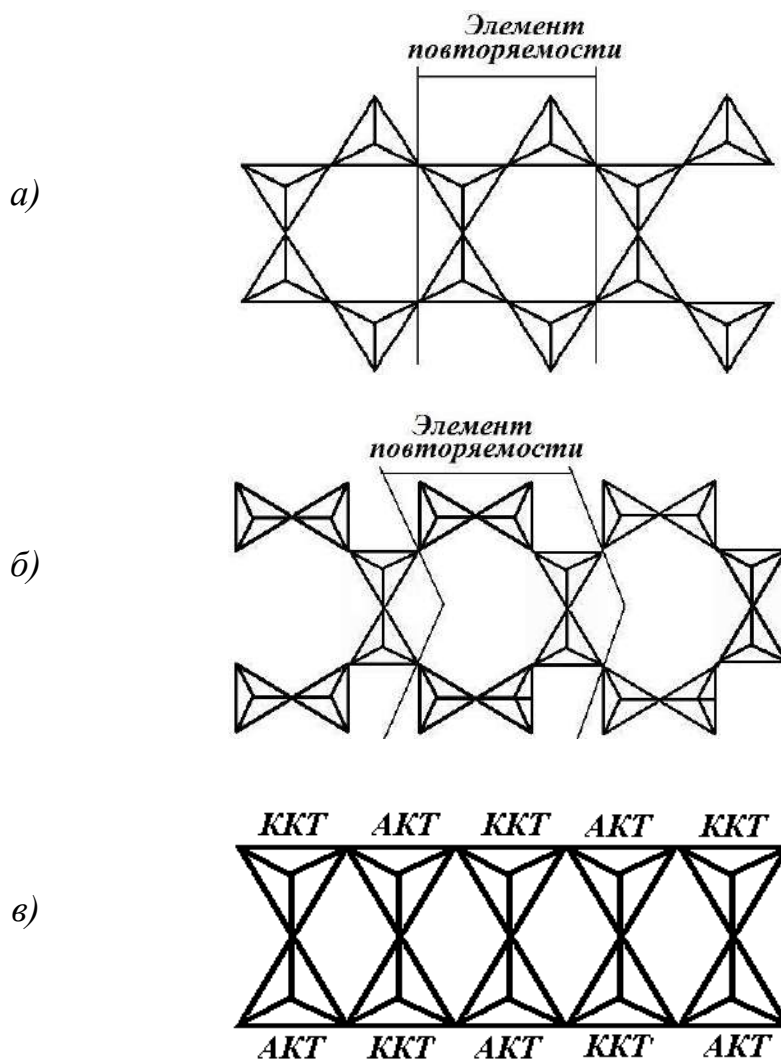 Элемент
повторяемости
а)
Элемент
повторяемости
б)
ККТ АКТ ККТ АКТ ККТ
в)
АКТ ККТ АКТ ККТ АКТ